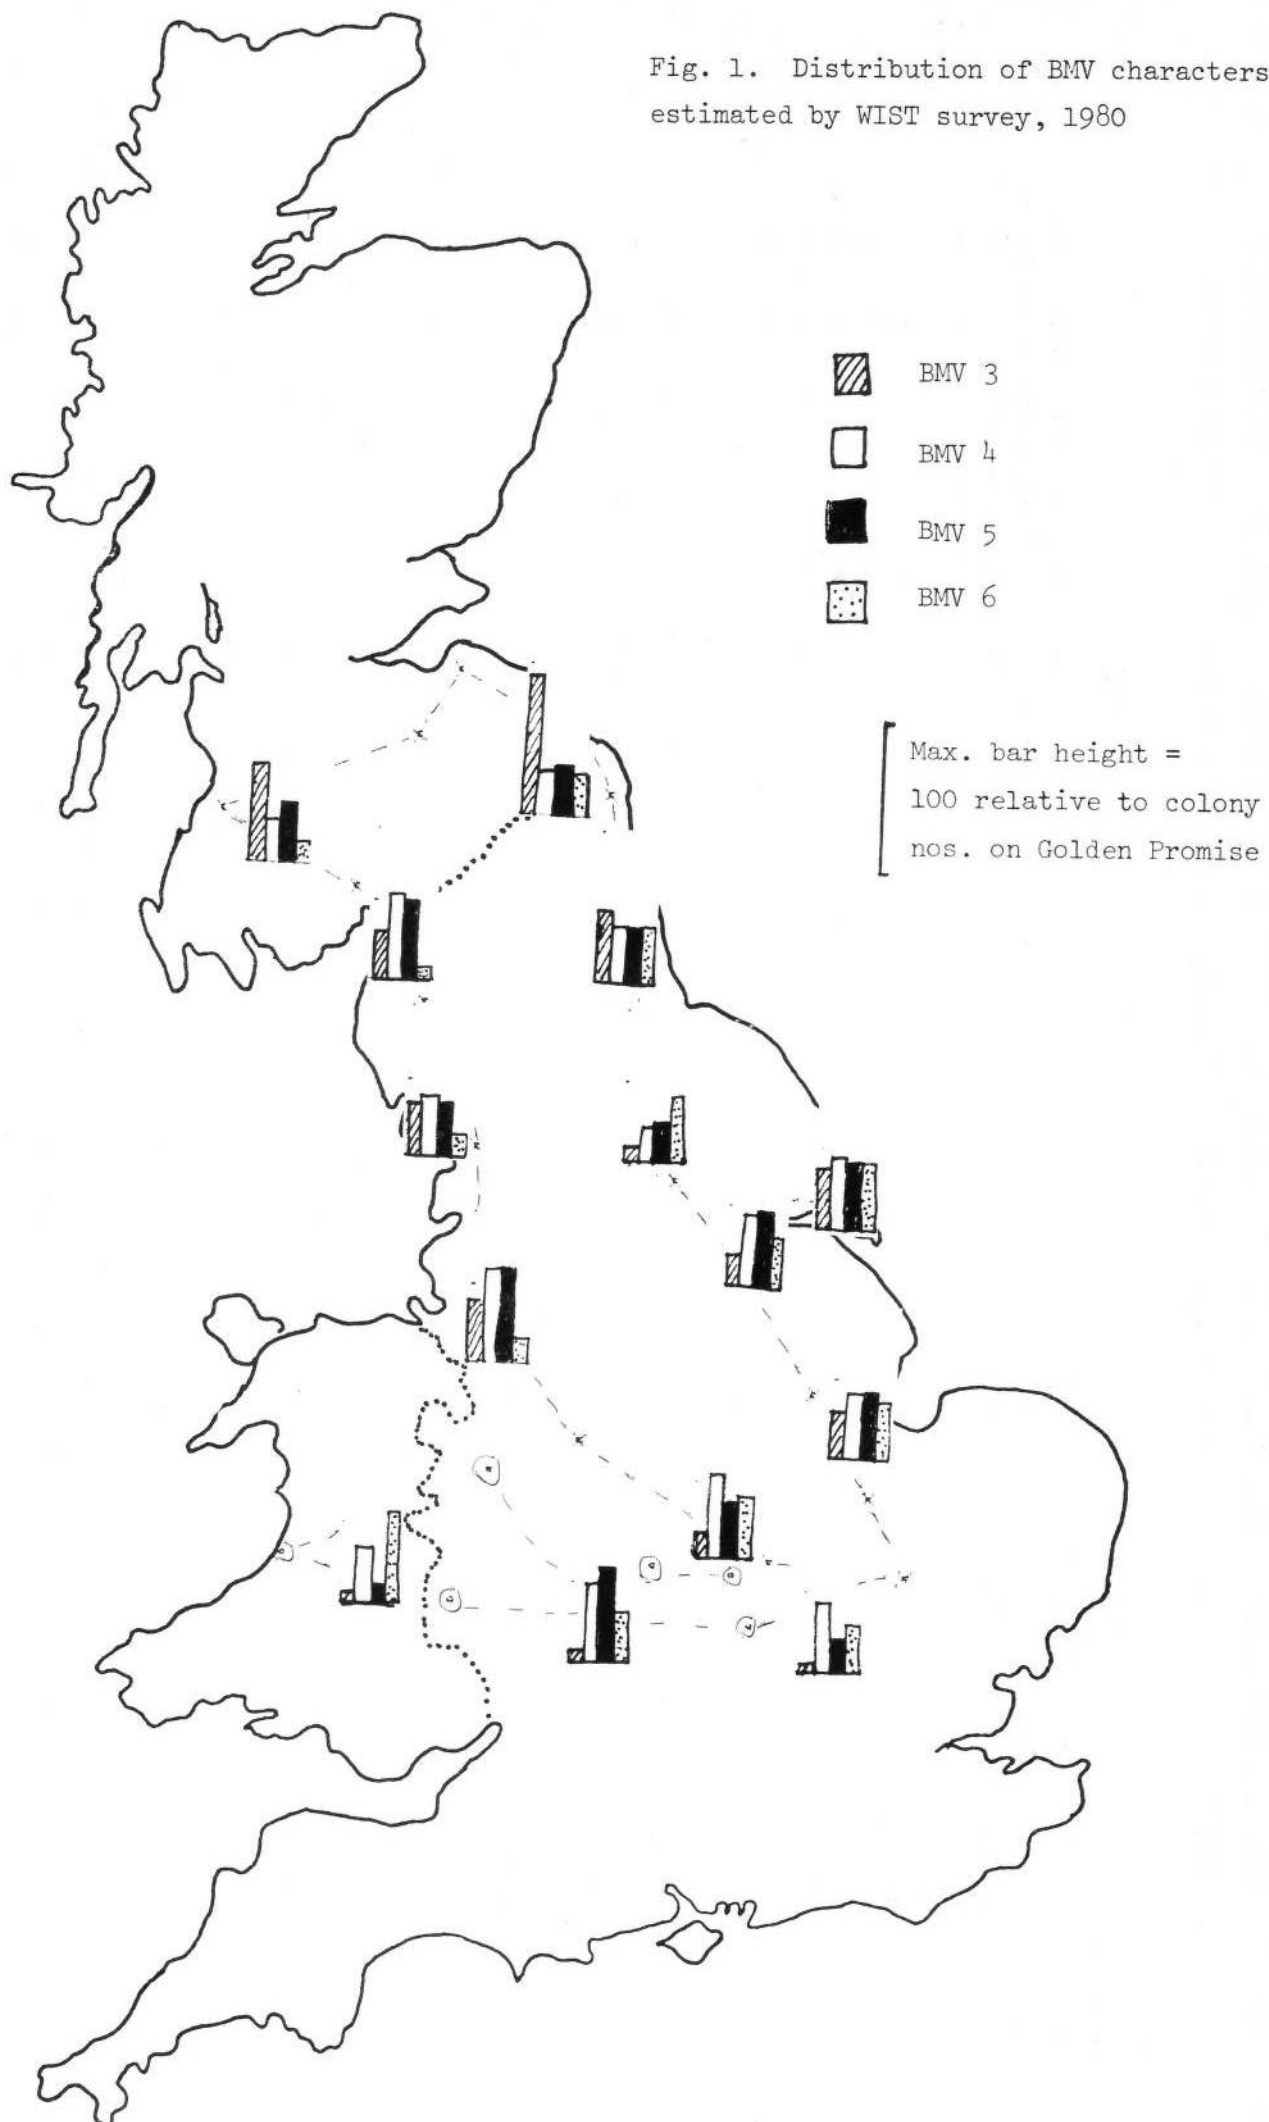 Fig. 1. Distribution of BMV characters
estimated by WIST survey, 1980
BMV 3
BMV 4
BMV 5
BMV 6
Max. bar height =
100 relative to colony
nos. on Golden Promise